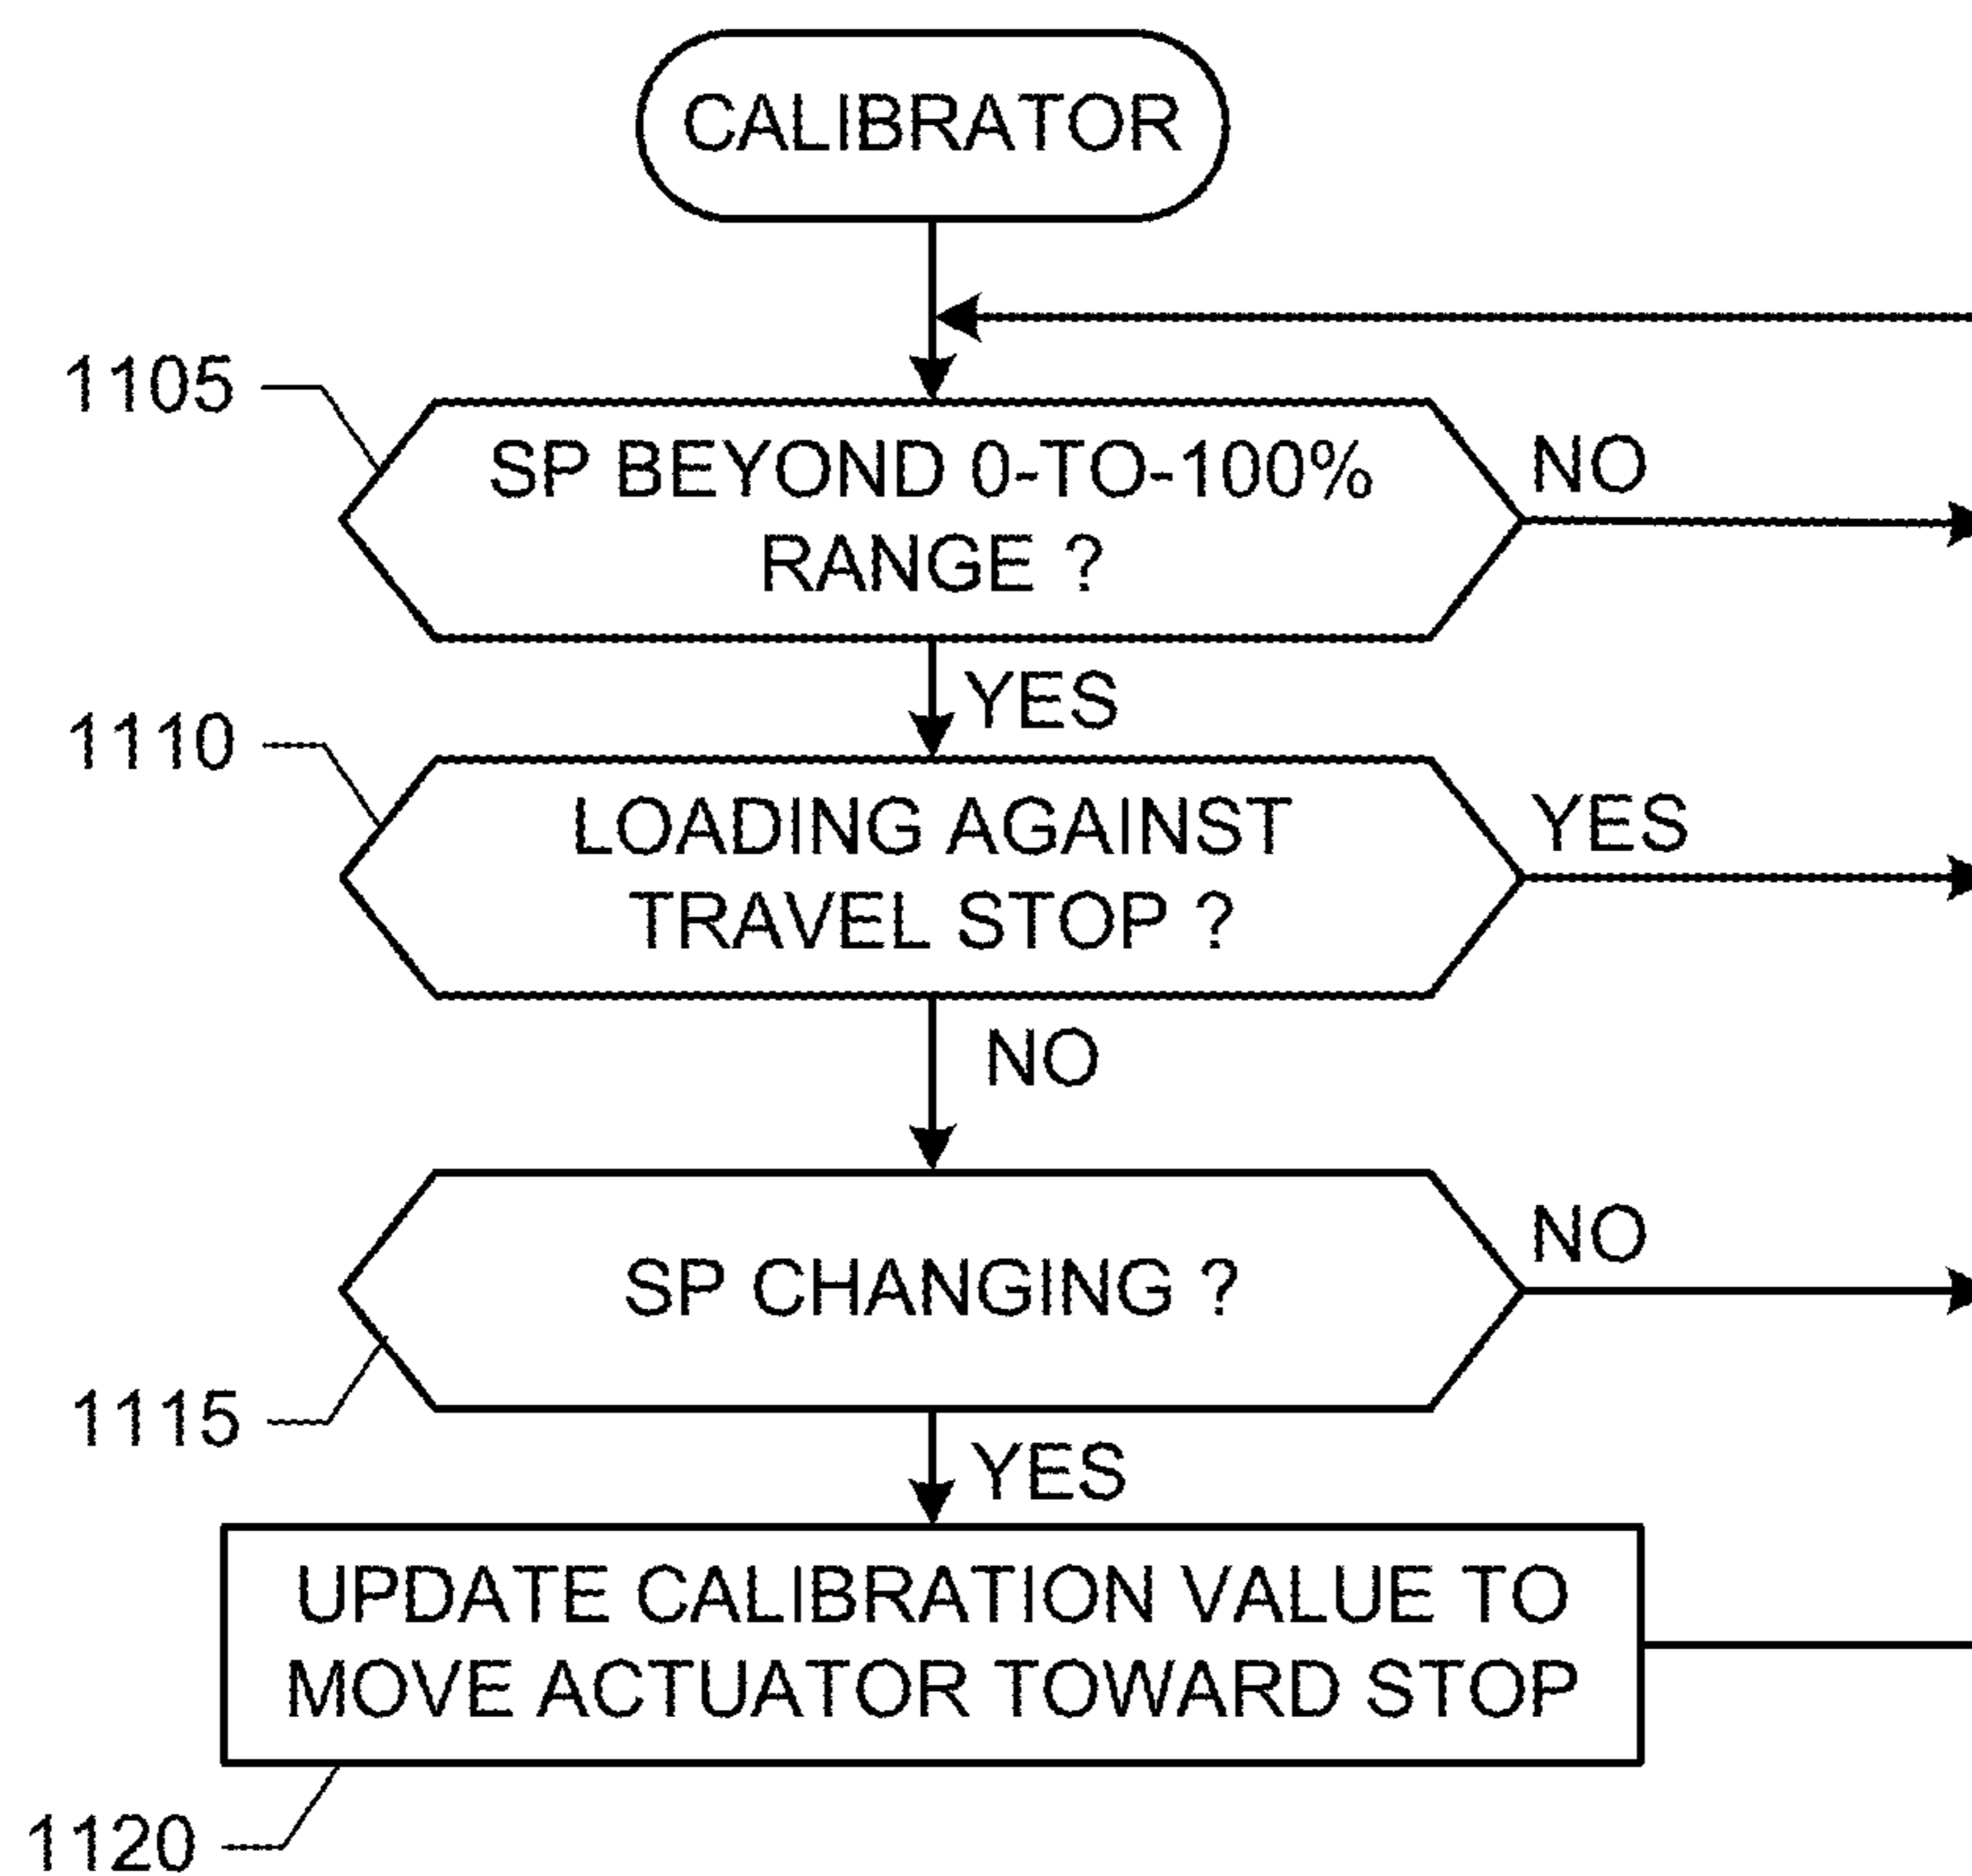 CALIBRATOR
1105
SP BEYOND 0-TO-100%
RANGE ?
NO
YES
1110
LOADING AGAINST
TRAVEL STOP ?
YES
NO
SP CHANGING ?
NO
1115
YES
UPDATE CALIBRATION VALUE TO
MOVE ACTUATOR TOWARD STOP
1120